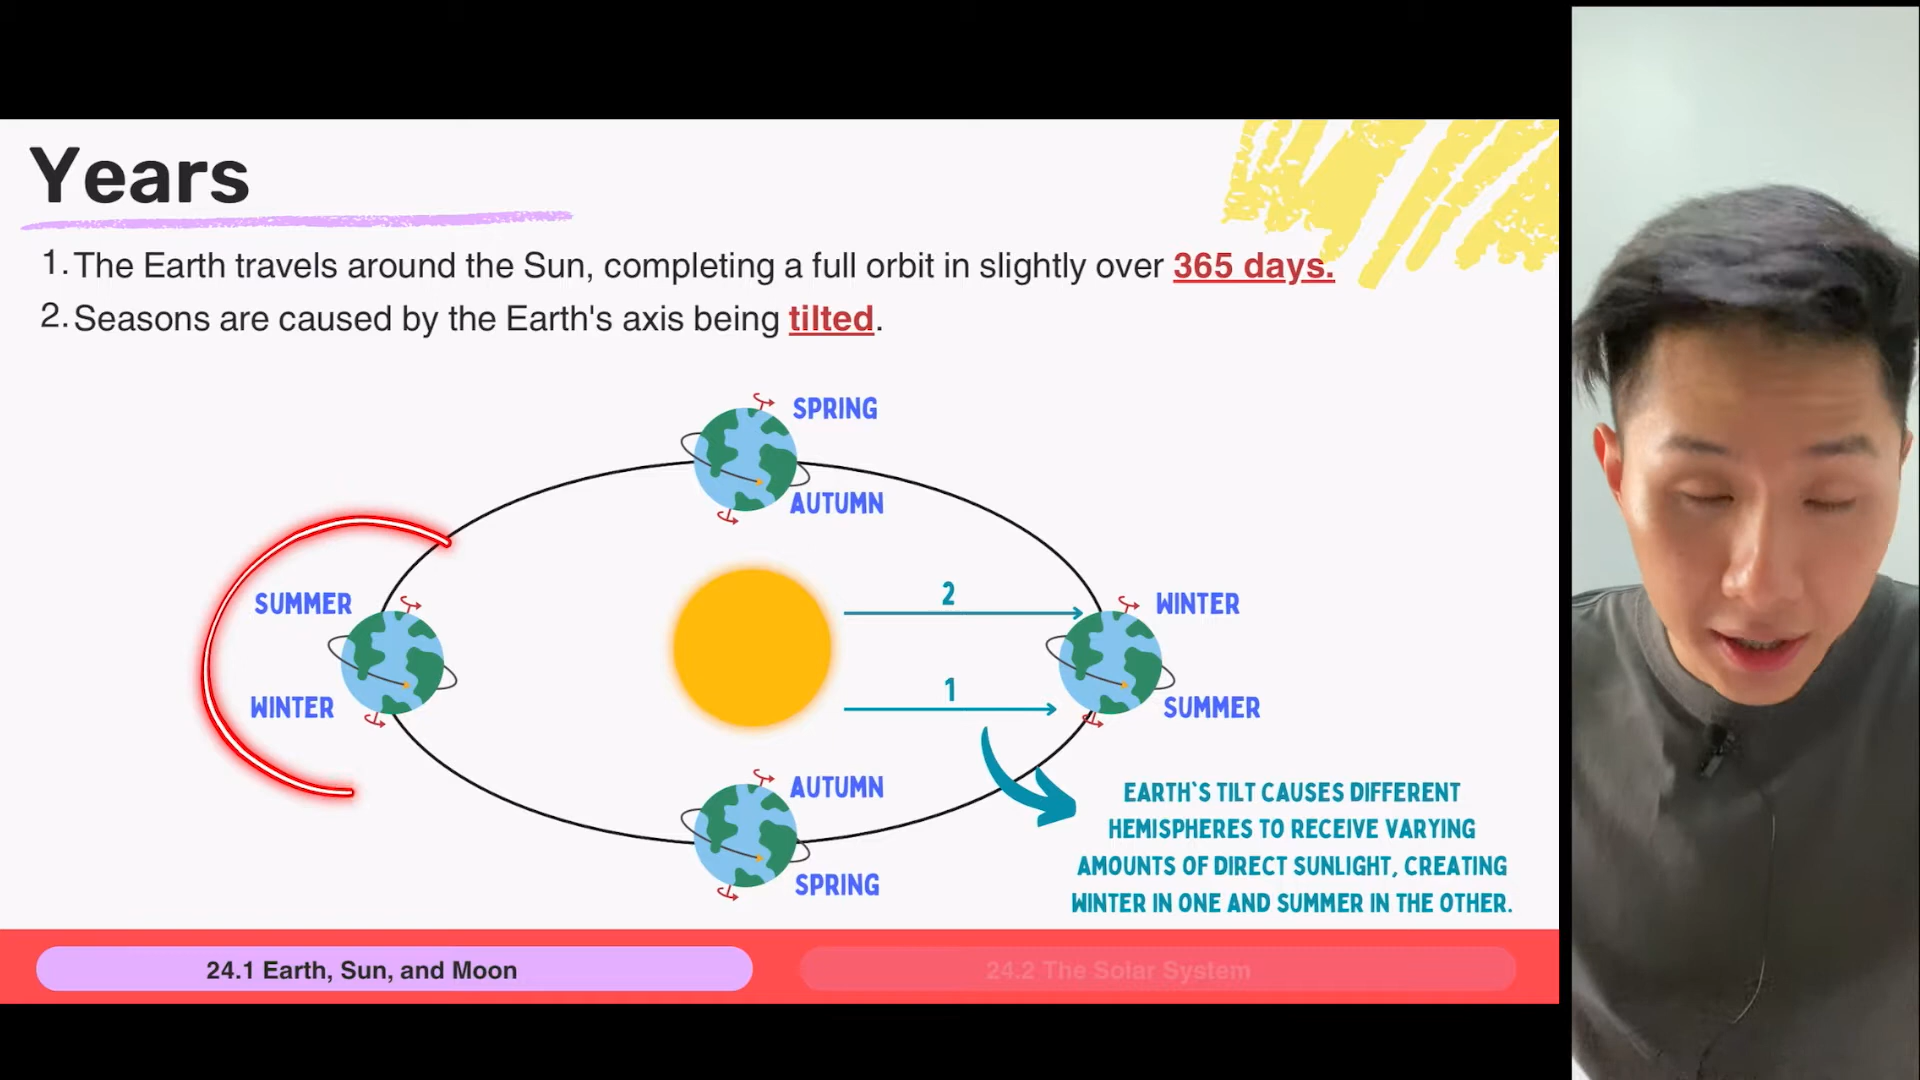 Years
1. The Earth travels around the Sun, completing a full orbit in slightly over 365 days.
2. Seasons are caused by the Earth's axis being tilted.
SPRING
AUTUMN
SUMMER
WINTER
2
1
WINTER
SUMMER
AUTUMN
SPRING
EARTH`S TILT CAUSES DIFFERENT
HEMISPHERES TO RECEIVE VARYING
AMOUNTS OF DIRECT SUNLIGHT, CREATING
WINTER IN ONE AND SUMMER IN THE OTHER.
24.1 Earth, Sun, and Moon
24.2 The Solar System